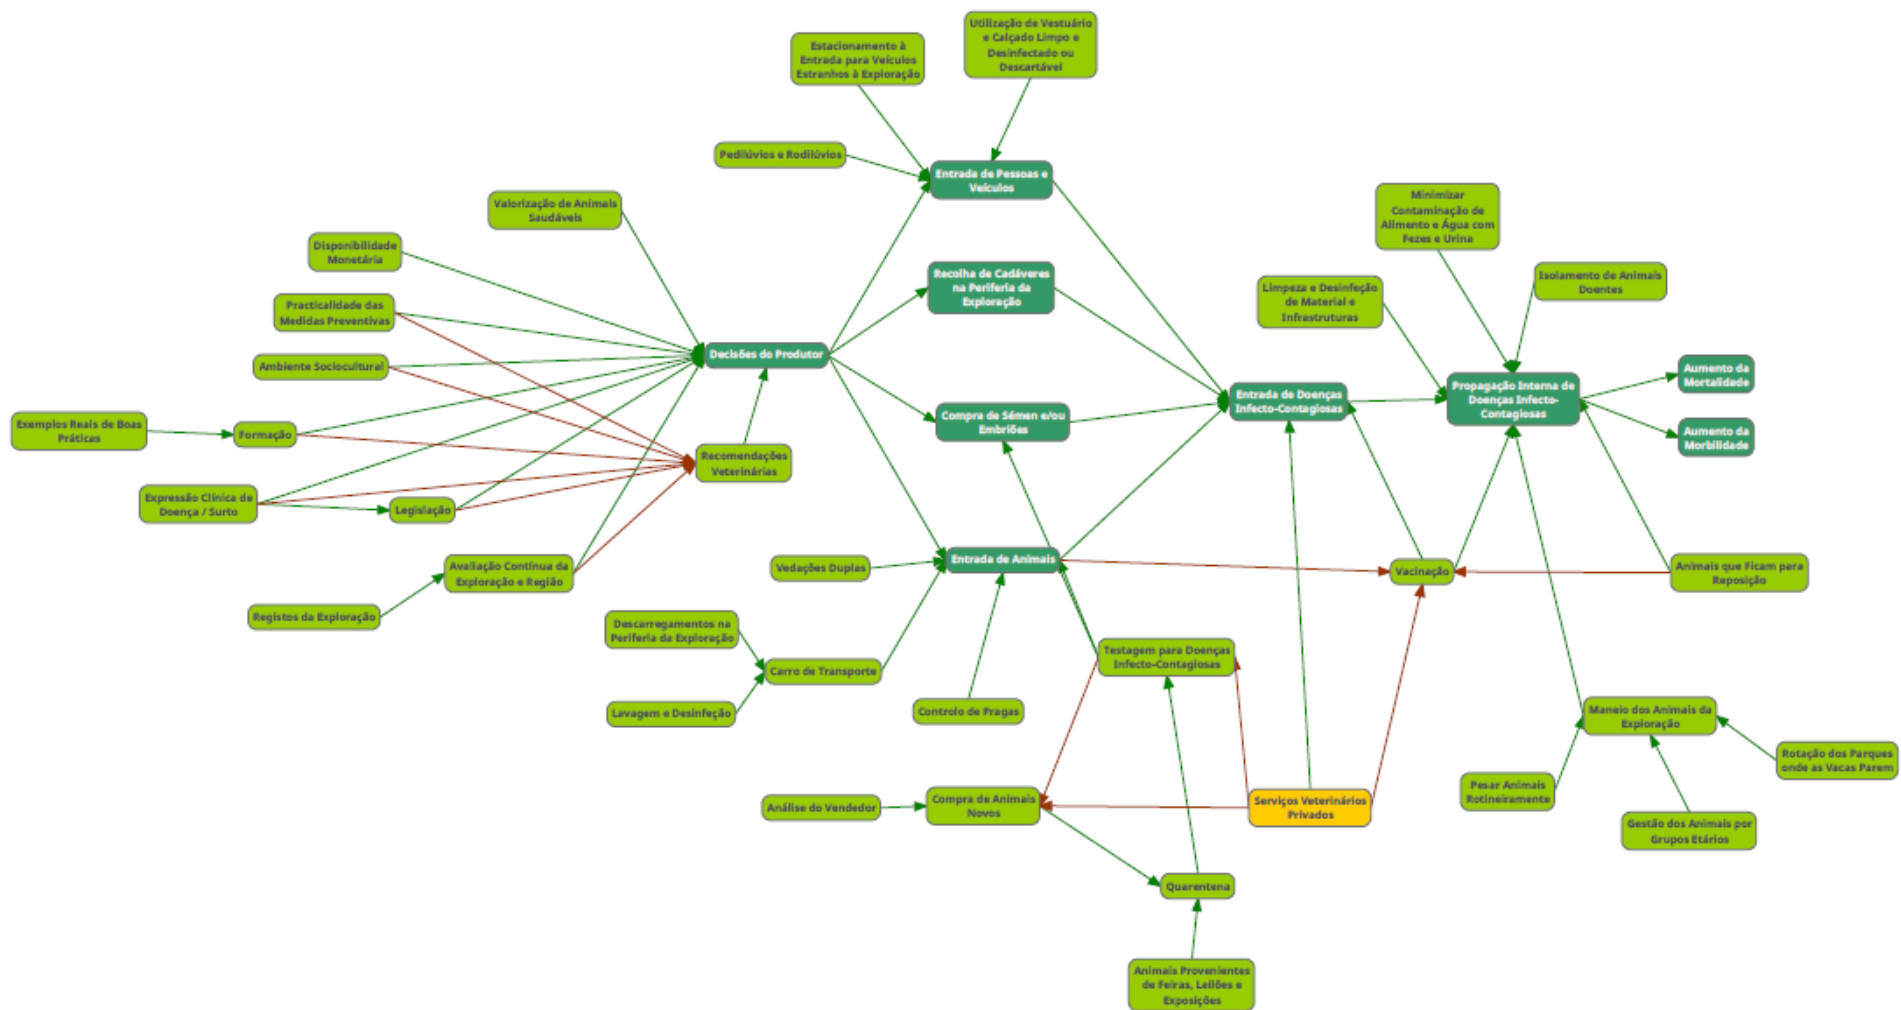 Utilização de Vestuário
e Calçado Limpo e
Desinfectado ou
Descartável
Estacionamento à
Entrada para Veículos
Estranhos à Exploração
Pedilúvios e Rodilúvios
Entrada de Pessoas e
Veículos
Valorização de Animais
Saudáveis
Disponibilidade
Monetária
Practicalidade das
Medidas Preventivas
Ambiente Sociocultural
Exemplos Reais de Boas
Práticas
Formação
Expressão Clínica de
Doença / Surto
Legislação
Avaliação Contínua da
Exploração e Região
Registos da Exploração
Recomendações
Veterinárias
Decisões do Produtor
Recolha de Cadáveres
na Periferia da
Exploração
Compra de Sémen e/ou
Embriões
Entrada de Animais
Vedações Duplas
Descarregamentos na
Periferia da Exploração
Carro de Transporte
Lavagem e Desinfeção
Controlo de Pragas
Testagem para Doenças
Infecto-Contagiosas
Análise do Vendedor
Compra de Animais
Novos
Serviços Veterinários
Privados
Quarentena
Animais Provenientes
de Feiras, Leilões e
Exposições
Entrada de Doenças
Infecto-Contagiosas
Minimizar
Contaminação de
Alimento e Água com
Fezes e Urina
Limpeza e Desinfeção
de Material e
Infrastruturas
Isolamento de Animais
Doentes
Propagação Interna de
Doenças Infecto-
Contagiosas
Aumento da
Mortalidade
Aumento da
Morbilidade
Vacinação
Animais que Ficam para
Reposição
Maneio dos Animais da
Exploração
Pesar Animais
Rotineiramente
Gestão dos Animais por
Grupos Etários
Rotação dos Parques
onde as Vacas Parem